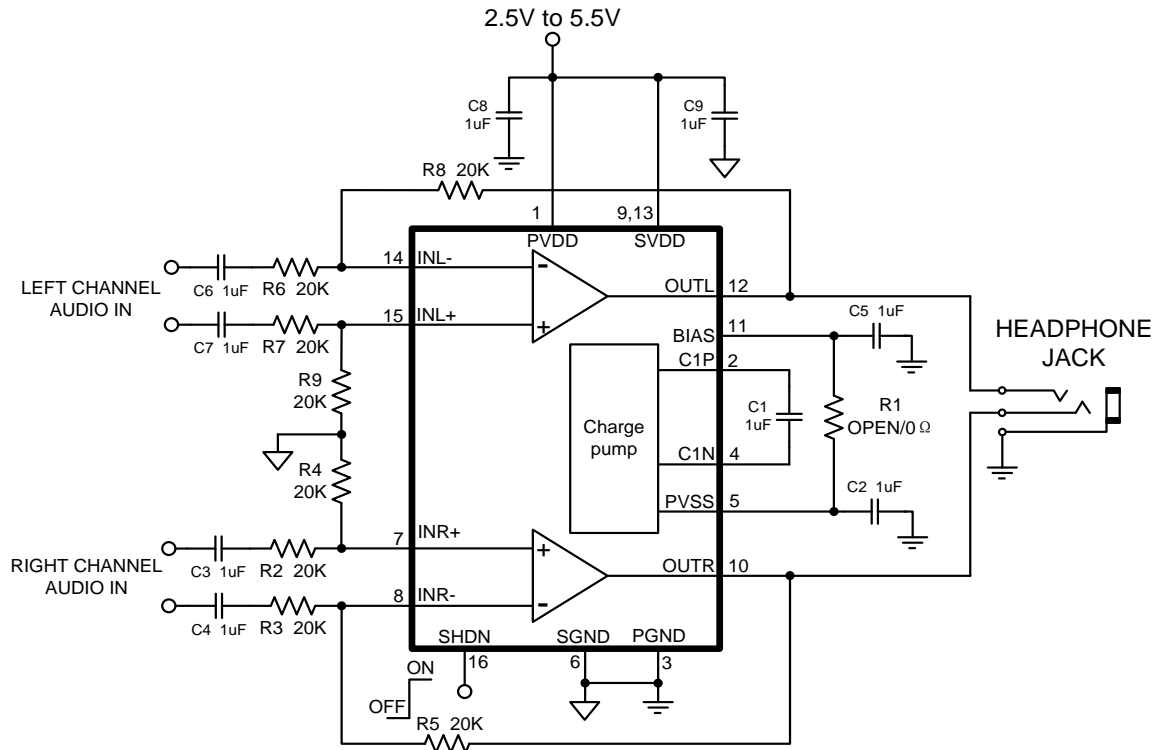 2.5V to 5.5V
C8
1uF
C9
1uF
R8 20K
1
9,13
PVDD
SVDD
LEFT CHANNEL
AUDIO IN
C6 1uF
R6 20K
14
INL-
-
OUTL
12
C7 1uF
R7 20K
15
INL+
+
BIAS
11
C5 1uF
HEADPHONE
JACK
R9
20K
C1P
2
Charge
pump
C1
1uF
R1
OPEN/0 Ω
R4
20K
C1N
4
PVSS
5
C2 1uF
RIGHT CHANNEL
AUDIO IN
C3 1uF
R2 20K
7
INR+
+
OUTR
10
C4 1uF
R3 20K
8
INR-
-
SHDN
16
SGND
6
PGND
3
ON
OFF
R5 20K